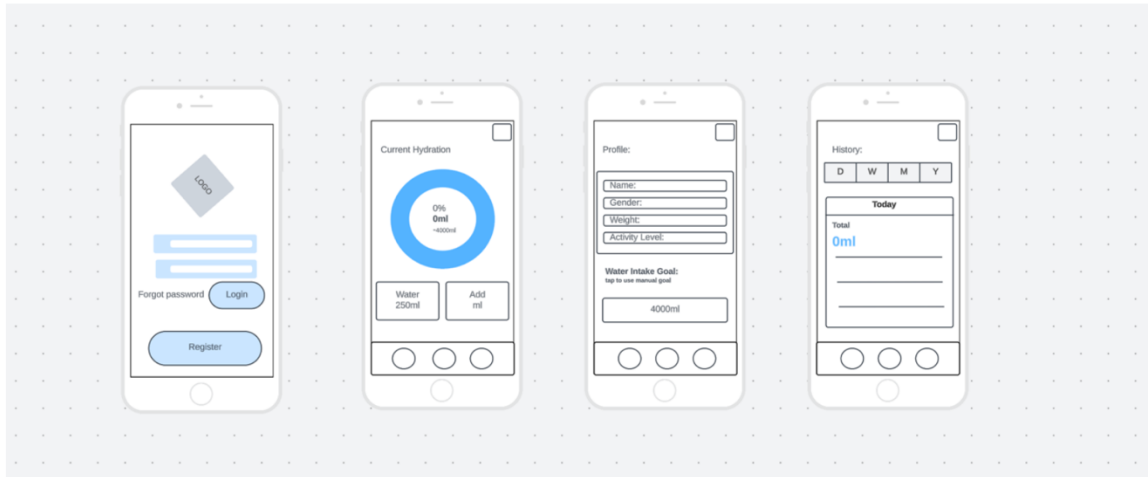 LOGO
Forgot password
Login
Register
Current Hydration
0%
0ml
-4000ml
Water
250ml
Add
ml
Profile:
Name:
Gender:
Weight:
Activity Level:
Water Intake Goal:
tap to use manual goal
4000ml
History:
D W M Y
Today
Total
0ml